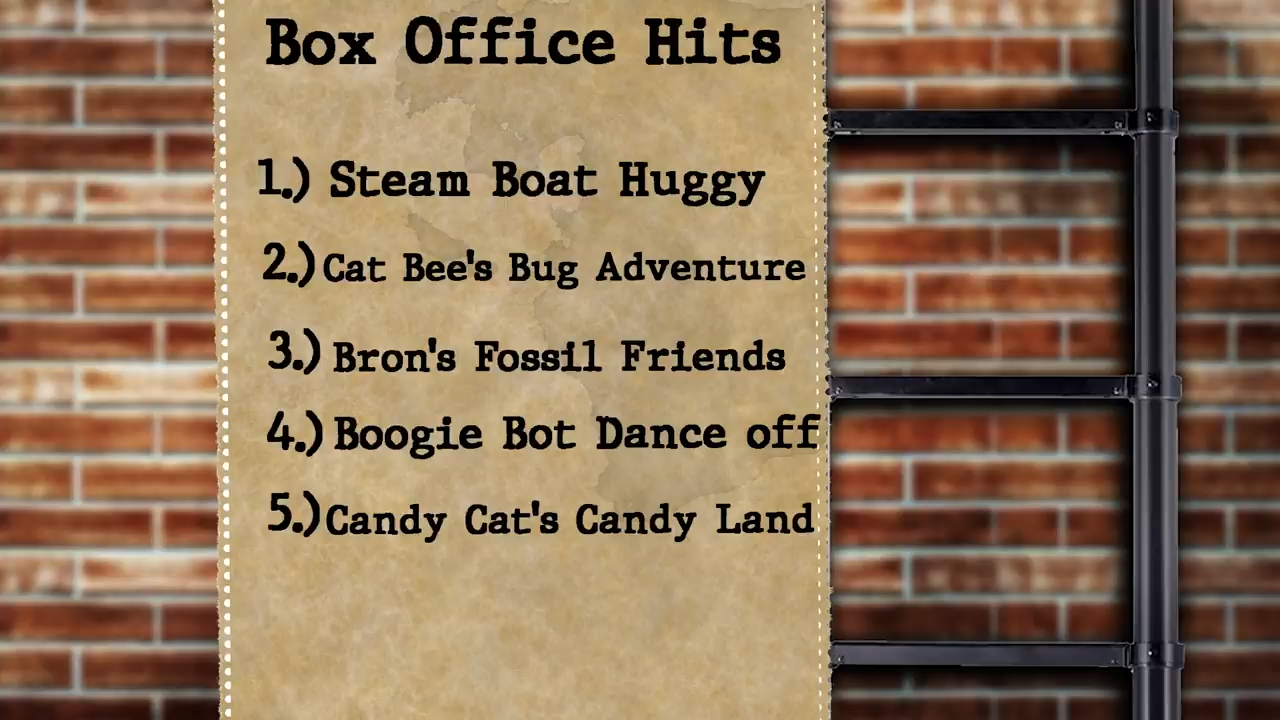 Box Office Hits
1.) Steam Boat Huggy
2.) Cat Bee's Bug Adventure
3.) Bron's Fossil Friends
4.) Boogie Bot Dance off
5.) Candy Cat's Candy Land